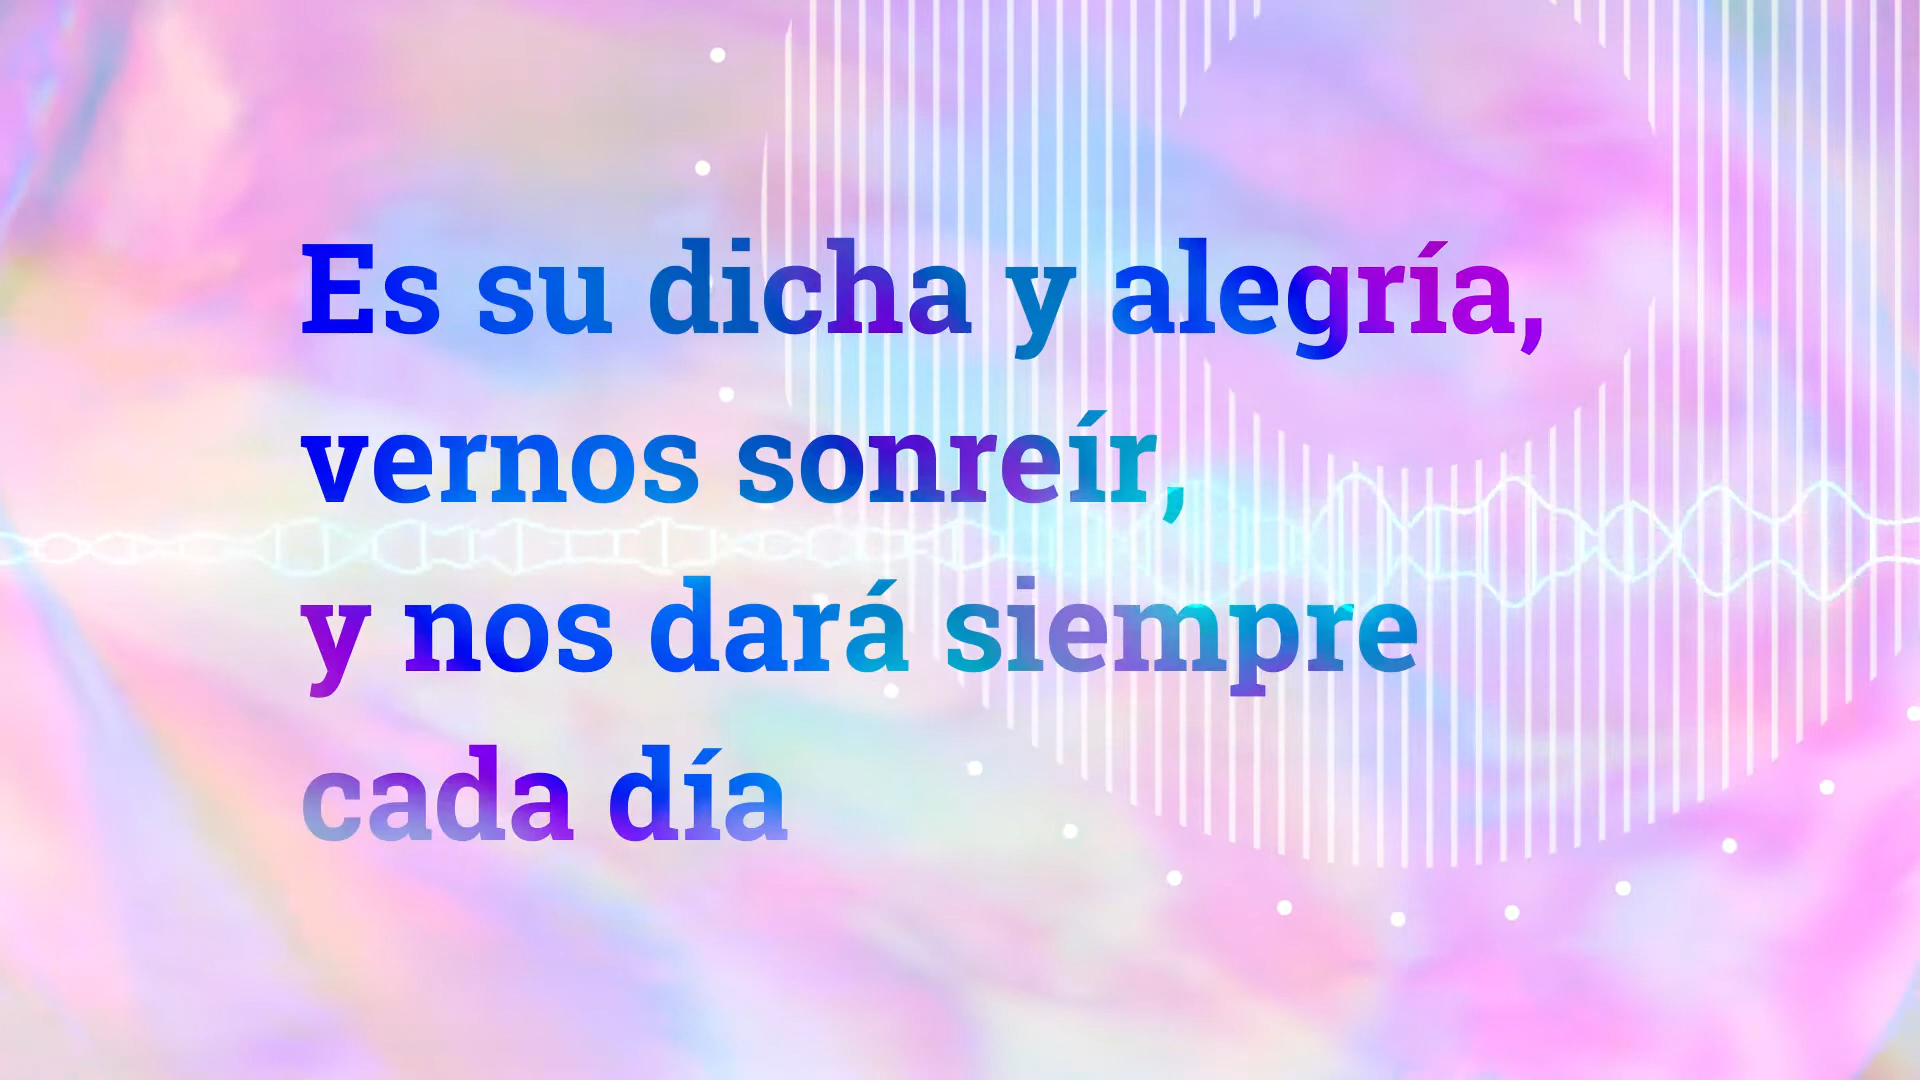 Es su dicha y alegría,
vernos sonreír,
y nos dará siempre
cada día